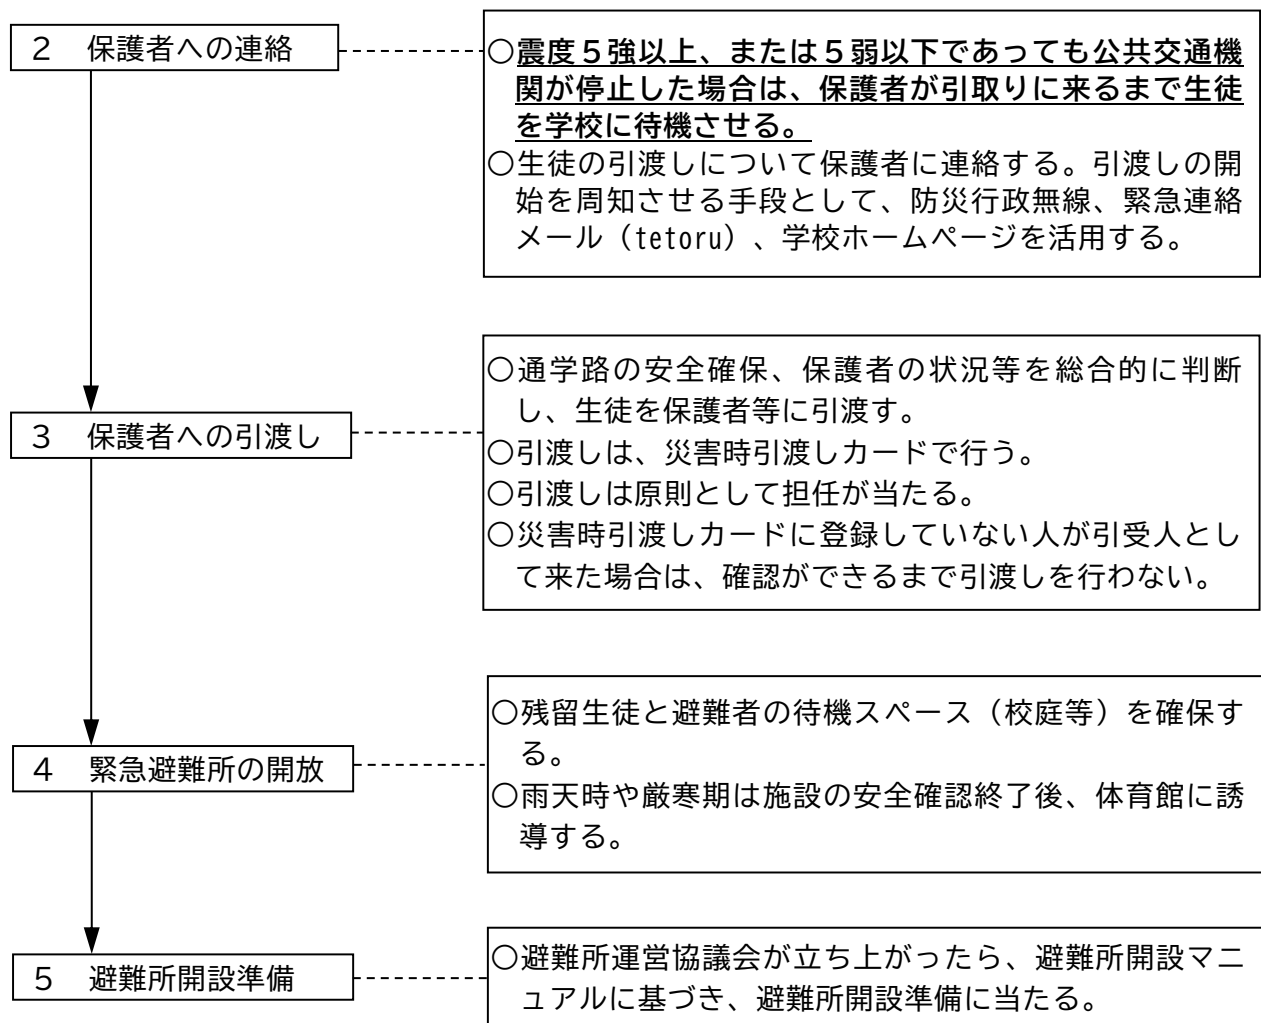 2 保護者への連絡
○震度５強以上、または５弱以下であっても公共交通機
関が停止した場合は、保護者が引取りに来るまで生徒
を学校に待機させる。
○生徒の引渡しについて保護者に連絡する。引渡しの開
始を周知させる手段として、防災行政無線、緊急連絡
メール（tetoru）、学校ホームページを活用する。
3 保護者への引渡し
○通学路の安全確保、保護者の状況等を総合的に判断
し、生徒を保護者等に引渡す。
○引渡しは、災害時引渡しカードで行う。
○引渡しは原則として担任が当たる。
○災害時引渡しカードに登録していない人が引受人とし
て来た場合は、確認ができるまで引渡しを行わない。
4 緊急避難所の開放
○残留生徒と避難者の待機スペース（校庭等）を確保す
る。
○雨天時や厳寒期は施設の安全確認終了後、体育館に誘
導する。
5 避難所開設準備
○避難所運営協議会が立ち上がったら、避難所開設マニ
ュアルに基づき、避難所開設準備に当たる。